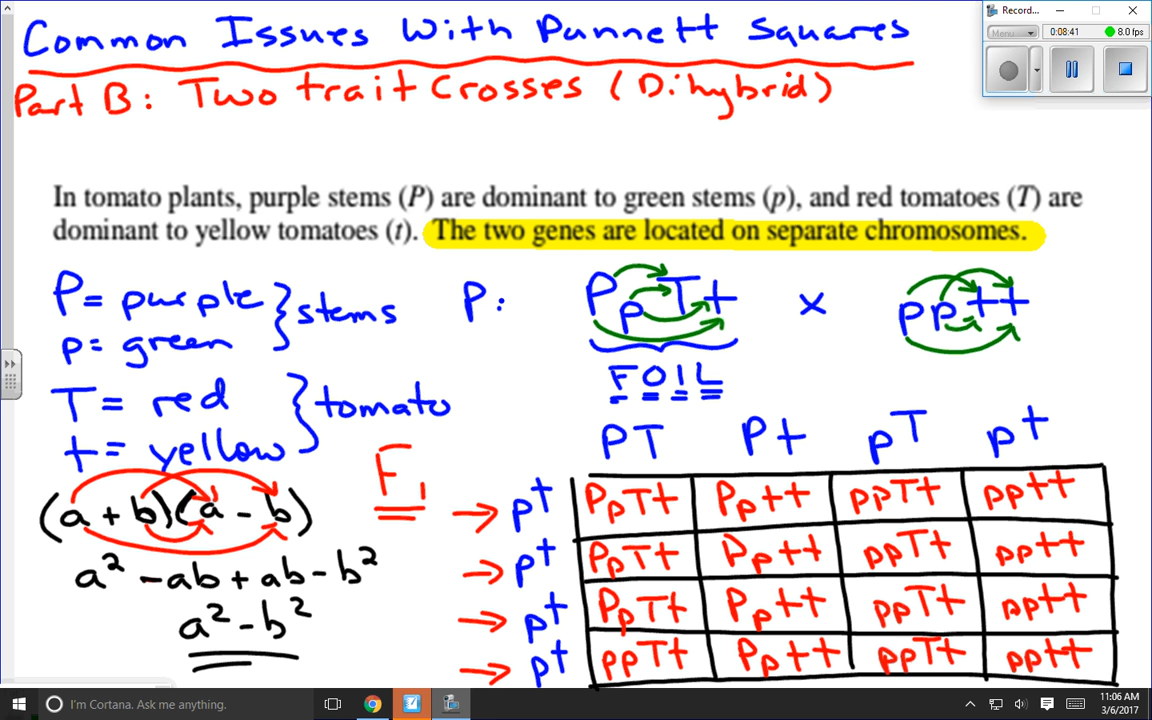 Record...
Menu
0:08:41
8.0 fps
Common Issues With Punnett Squares
Part B: Two trait Crosses (Dihybrid)
In tomato plants, purple stems (P) are dominant to green stems (p), and red tomatoes (T) are
dominant to yellow tomatoes (t). The two genes are located on separate chromosomes.
P = purple } stems
p = green
T = red } tomato
t = yellow
P: PpTt x pptt
FOIL
(a + b)(a - b)
a² - ab + ab - b²
a² - b²
F₁
PT Pt pT pt
→ pt PpTt Pptt ppTt pptt
→ pt PpTt Pptt ppTt pptt
→ pt PpTt Pptt ppTt pptt
→ pt ppTt Pptt ppTt pptt
I'm Cortana. Ask me anything.
11:06 AM
3/6/2017